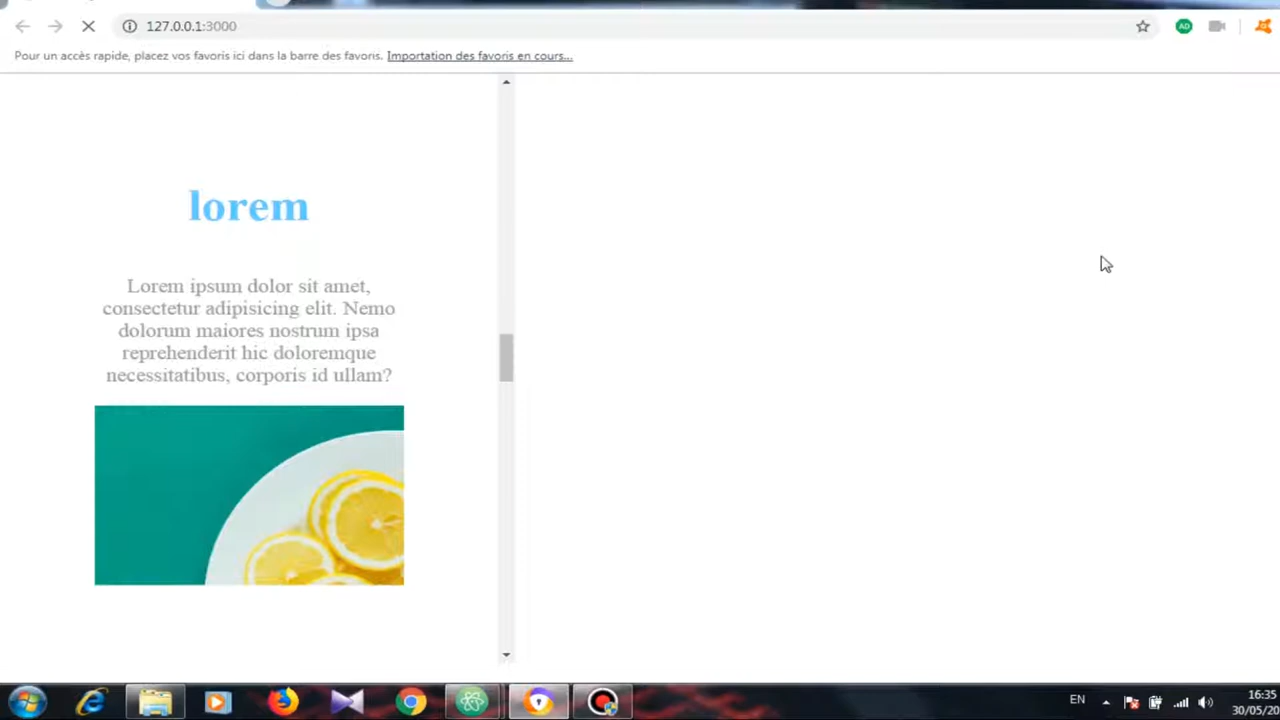 127.0.0.1:3000
AD
Pour un accès rapide, placez vos favoris ici dans la barre des favoris. Importation des favoris en cours...
lorem
Lorem ipsum dolor sit amet,
consectetur adipisicing elit. Nemo
dolorum maiores nostrum ipsa
reprehenderit hic doloremque
necessitatibus, corporis id ullam?
EN
16:35
30/05/20